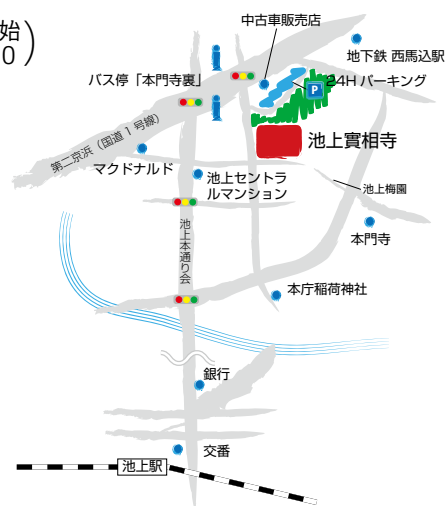 始
0
)
中古車販売店
地下鉄 西馬込駅
バス停「本門寺裏」
24H パーキング
P
池上實相寺
第二京浜（国道1号線）
マクドナルド
池上セントラ
ルマンション
池上梅園
池上本通り会
本門寺
本庁稲荷神社
銀行
交番
池上駅